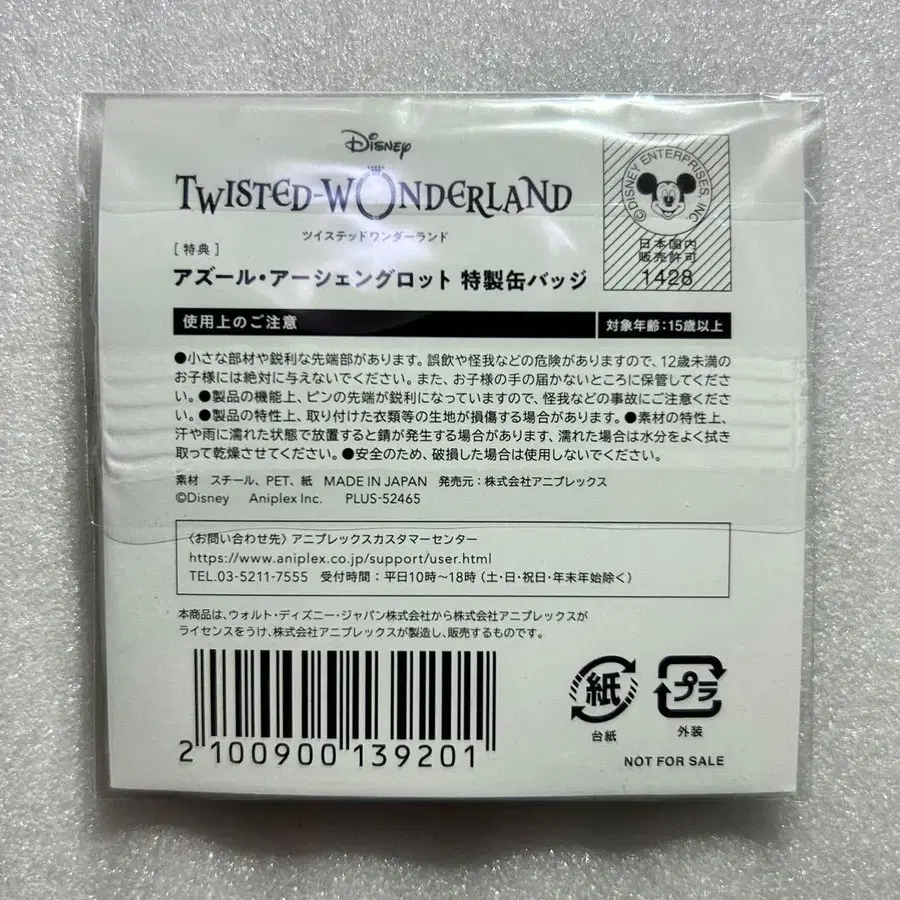 Disney
TWISTED-WONDERLAND
ツイステッドワンダーランド
[特典]
アズール・アーシェングロット 特製缶バッジ
©DISNEY ENTERPRISES, INC.
日本国内
販売許可
1428
使用上のご注意
対象年齢:15歳以上
●小さな部材や鋭利な先端部があります。誤飲や怪我などの危険がありますので、12歳未満の
お子様には絶対に与えないでください。また、お子様の手の届かないところに保管してくださ
い。●製品の機能上、ピンの先端が鋭利になっていますので、怪我などの事故にご注意くださ
い。●製品の特性上、取り付けた衣類等の生地が損傷する場合があります。●素材の特性上、
汗や雨に濡れた状態で放置すると錆が発生する場合があります、濡れた場合は水分をよく拭き
取って乾燥させてください。●安全のため、破損した場合は使用しないでください。
素材 スチール、PET、紙 MADE IN JAPAN 発売元:株式会社アニプレックス
©Disney Aniplex Inc. PLUS-52465
〈お問い合わせ先〉アニプレックスカスタマーセンター
https://www.aniplex.co.jp/support/user.html
TEL.03-5211-7555 受付時間:平日10時〜18時(土・日・祝日・年末年始除く)
本商品は、ウォルト・ディズニー・ジャパン株式会社から株式会社アニプレックスが
ライセンスをうけ、株式会社アニプレックスが製造し、販売するものです。
2 100900 139201
紙
台紙
プラ
外装
NOT FOR SALE